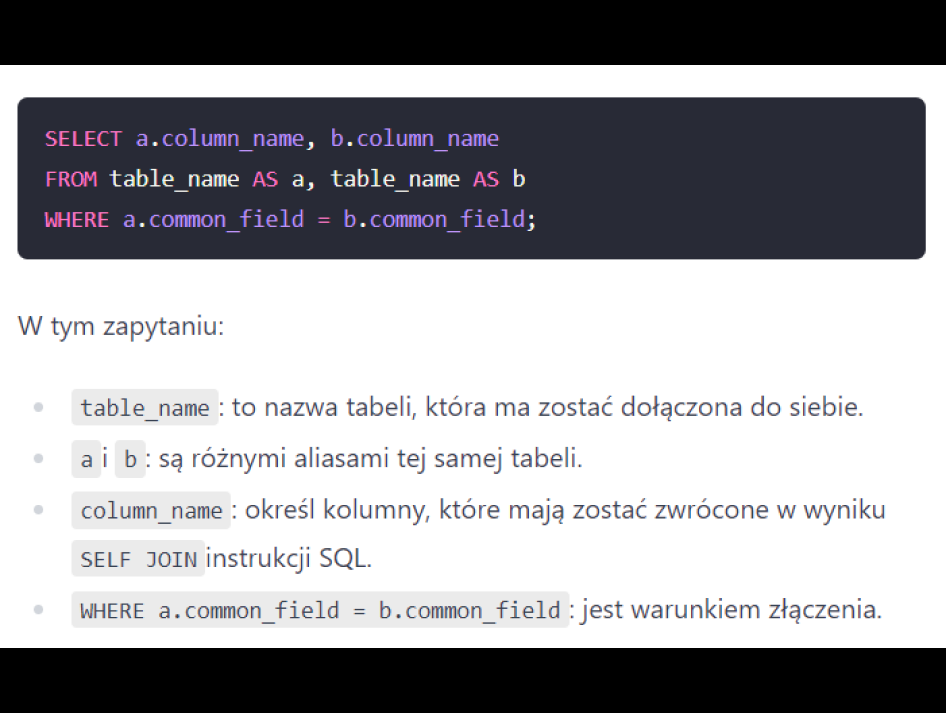 SELECT a.column_name, b.column_name
FROM table_name AS a, table_name AS b
WHERE a.common_field = b.common_field;
W tym zapytaniu:
table_name: to nazwa tabeli, która ma zostać dołączona do siebie.
a i b: są różnymi aliasami tej samej tabeli.
column_name: określ kolumny, które mają zostać zwrócone w wyniku
SELF JOIN instrukcji SQL.
WHERE a.common_field = b.common_field: jest warunkiem złączenia.